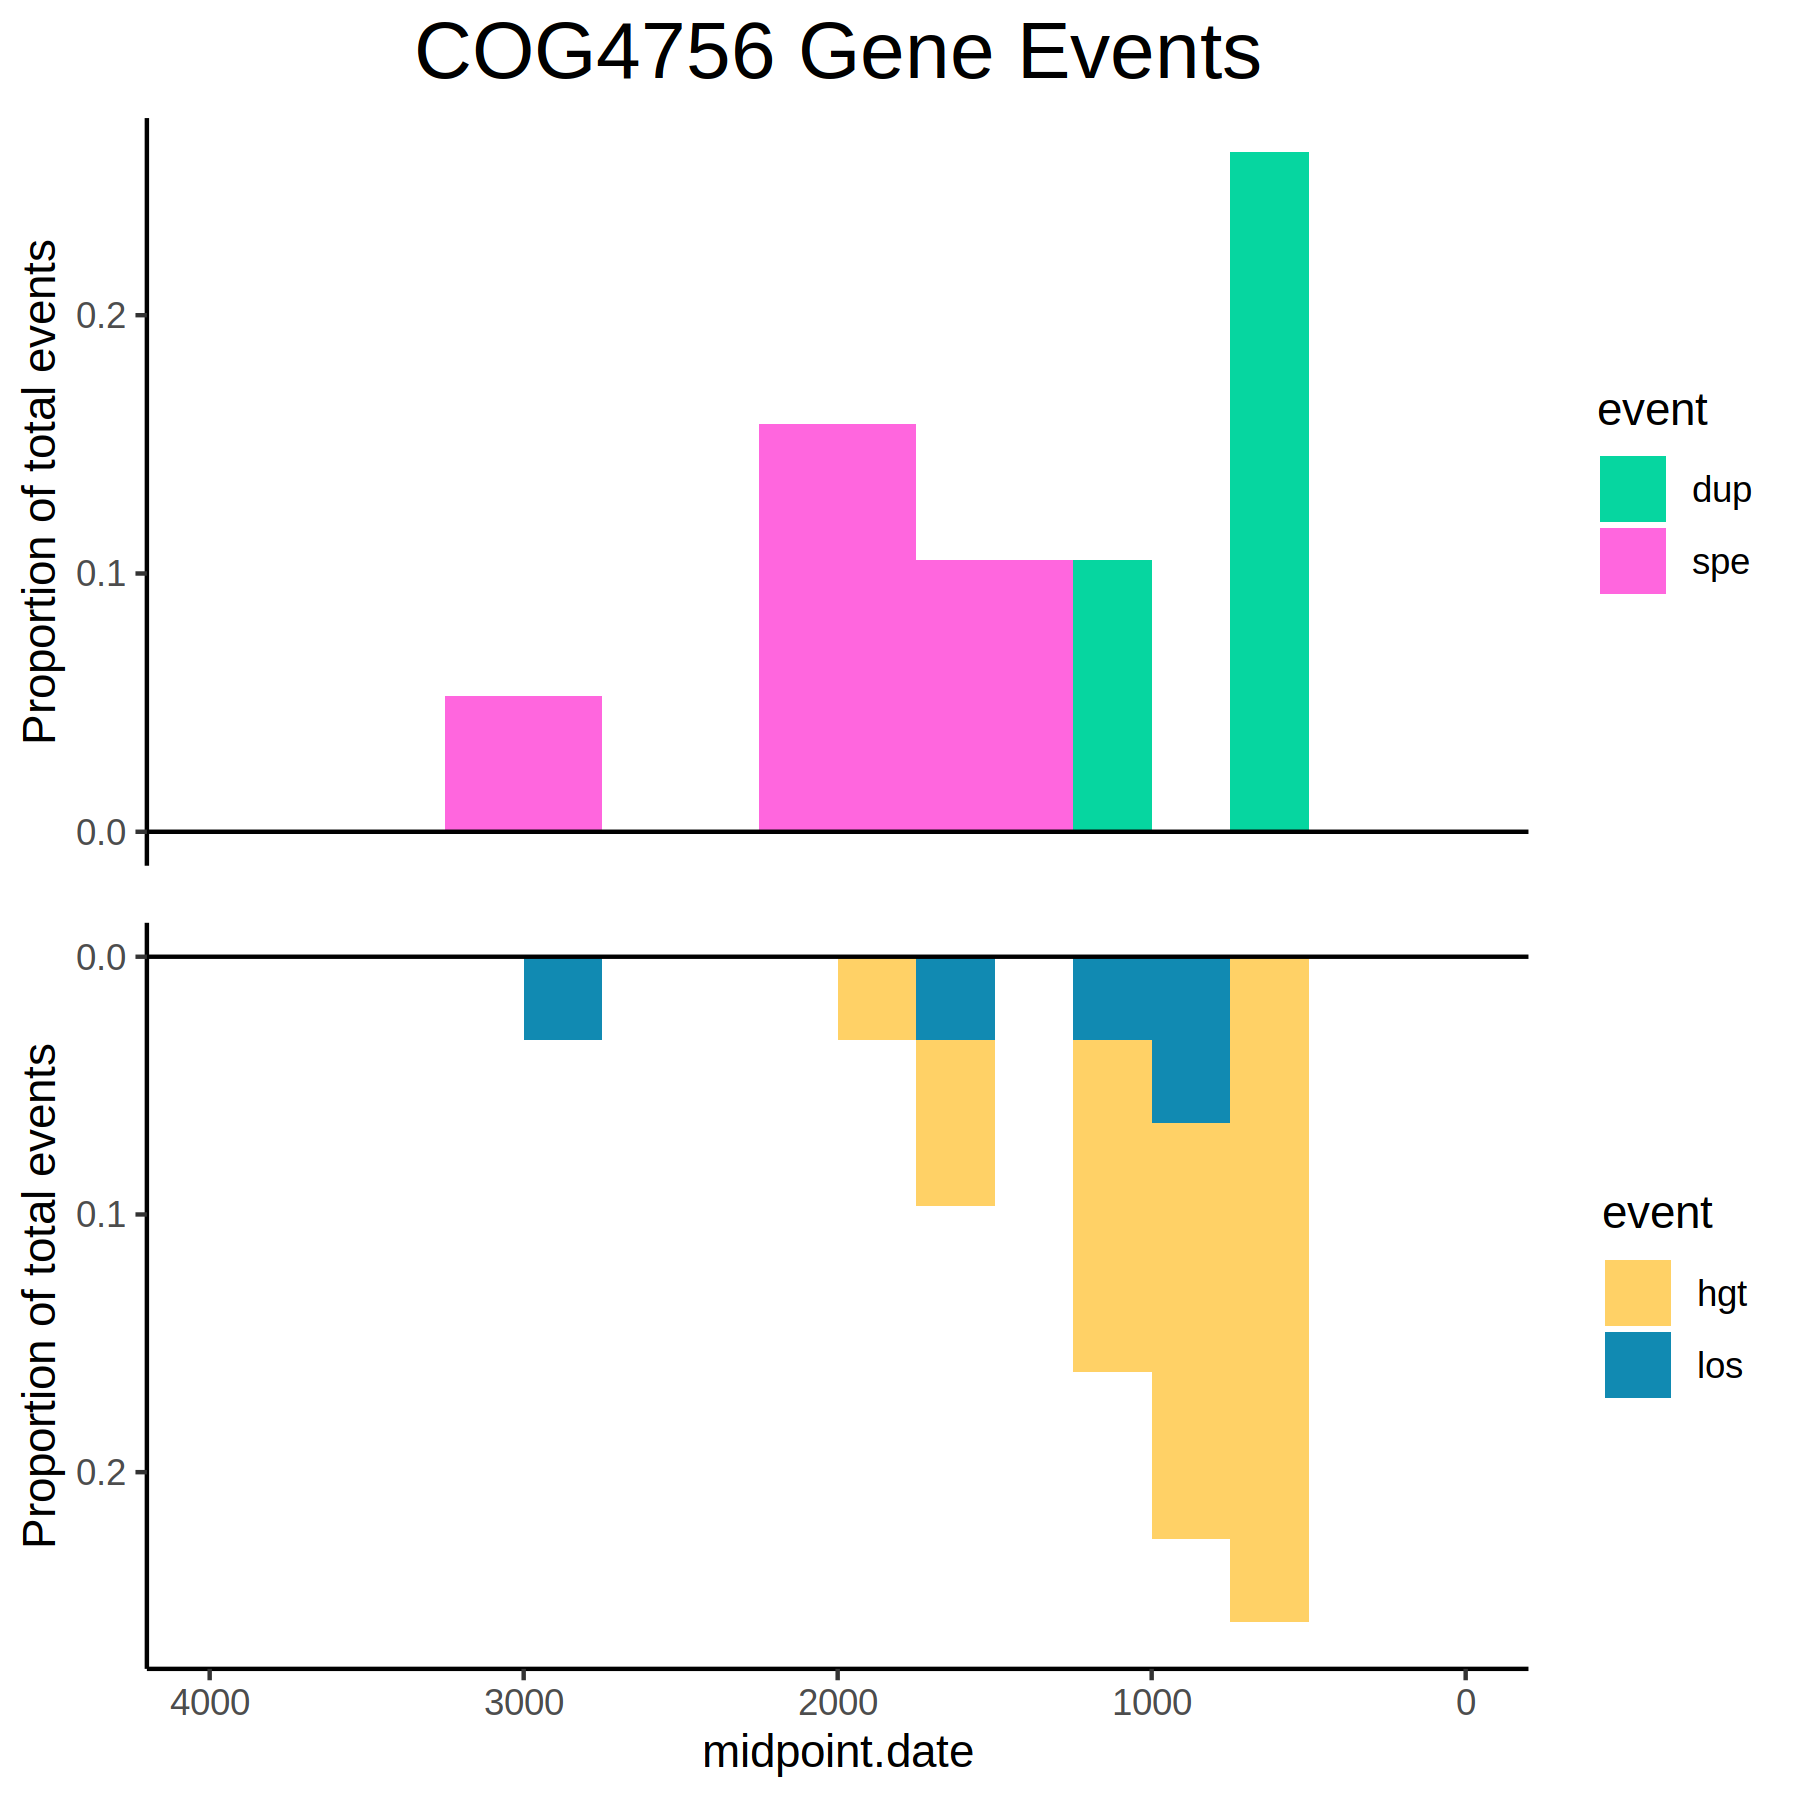 COG4756 Gene Events
Proportion of total events
0.2
0.1
0.0
event
dup
spe
Proportion of total events
0.0
0.1
0.2
event
hgt
los
4000 3000 2000 1000 0
midpoint.date